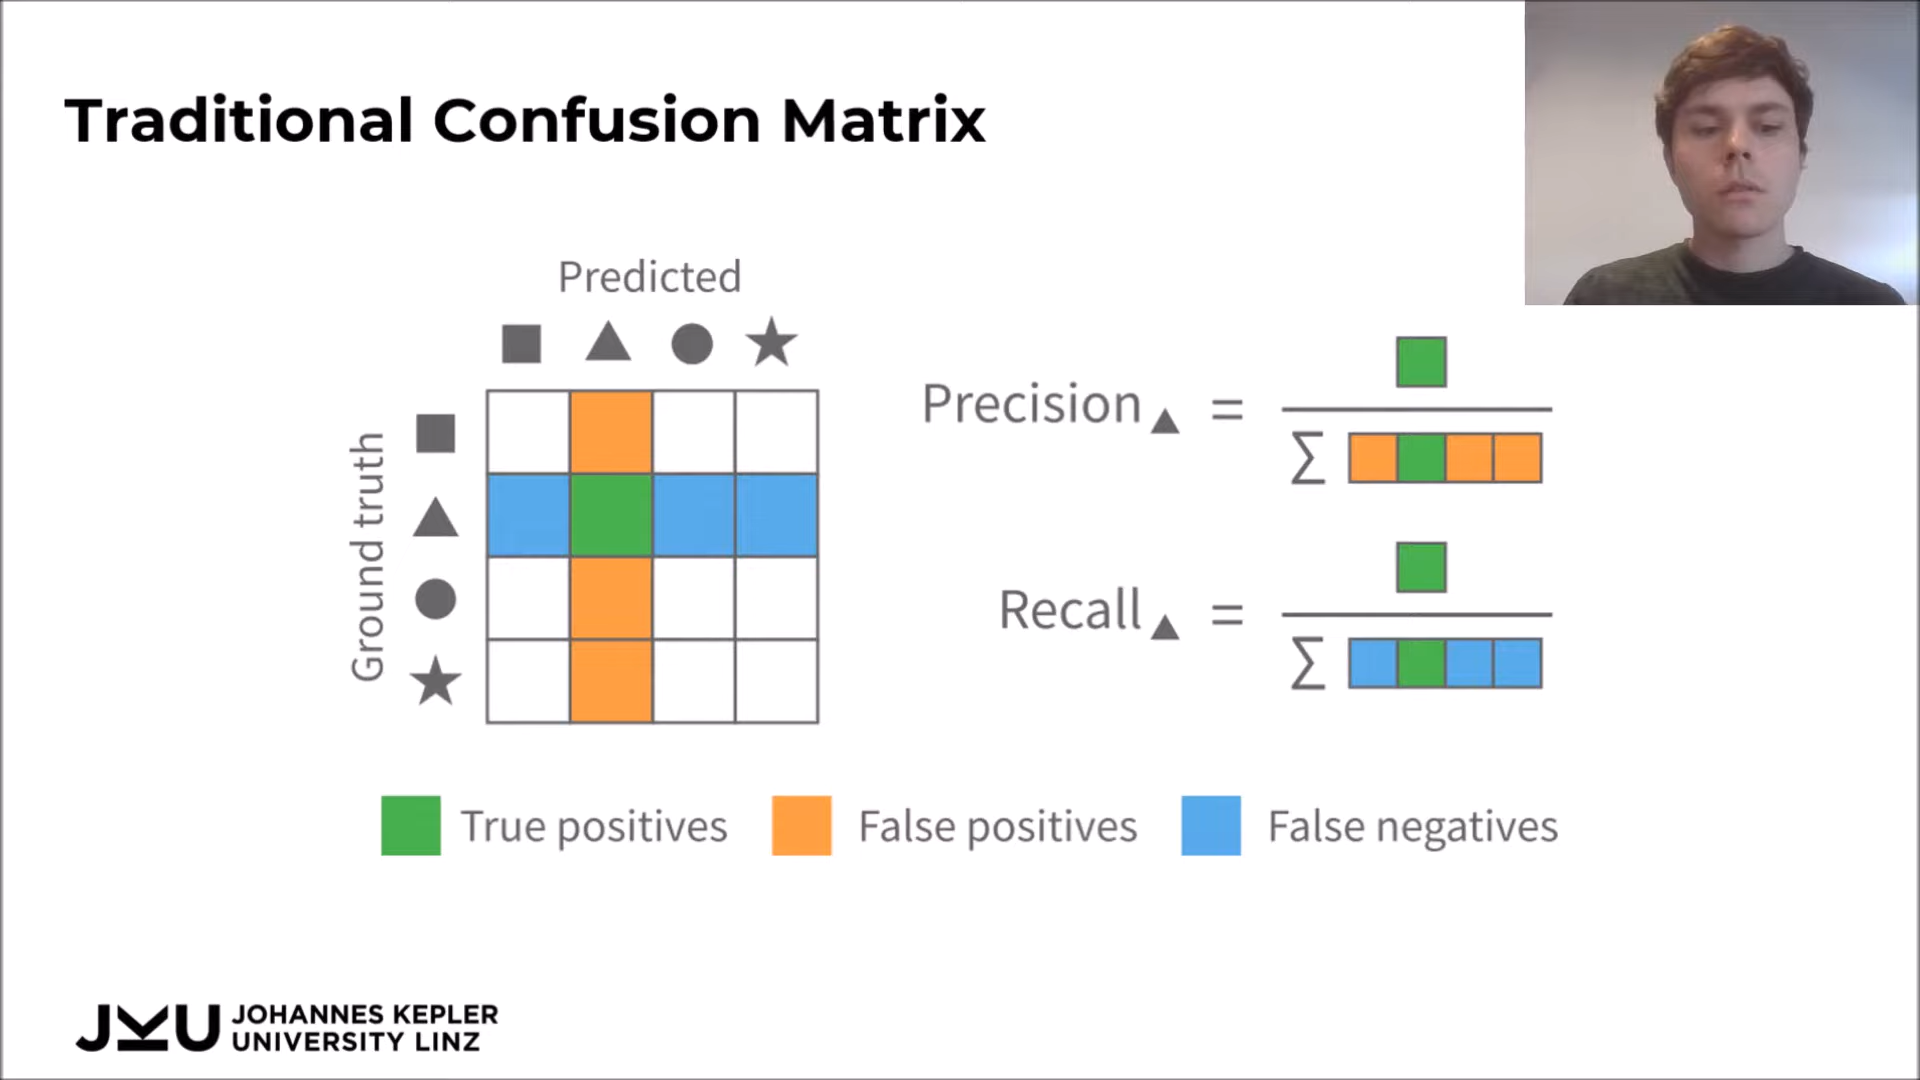 Traditional Confusion Matrix
Predicted
Ground truth
Precision ▲ =
∑
Recall ▲ =
∑
True positives
False positives
False negatives
JKU JOHANNES KEPLER
UNIVERSITY LINZ